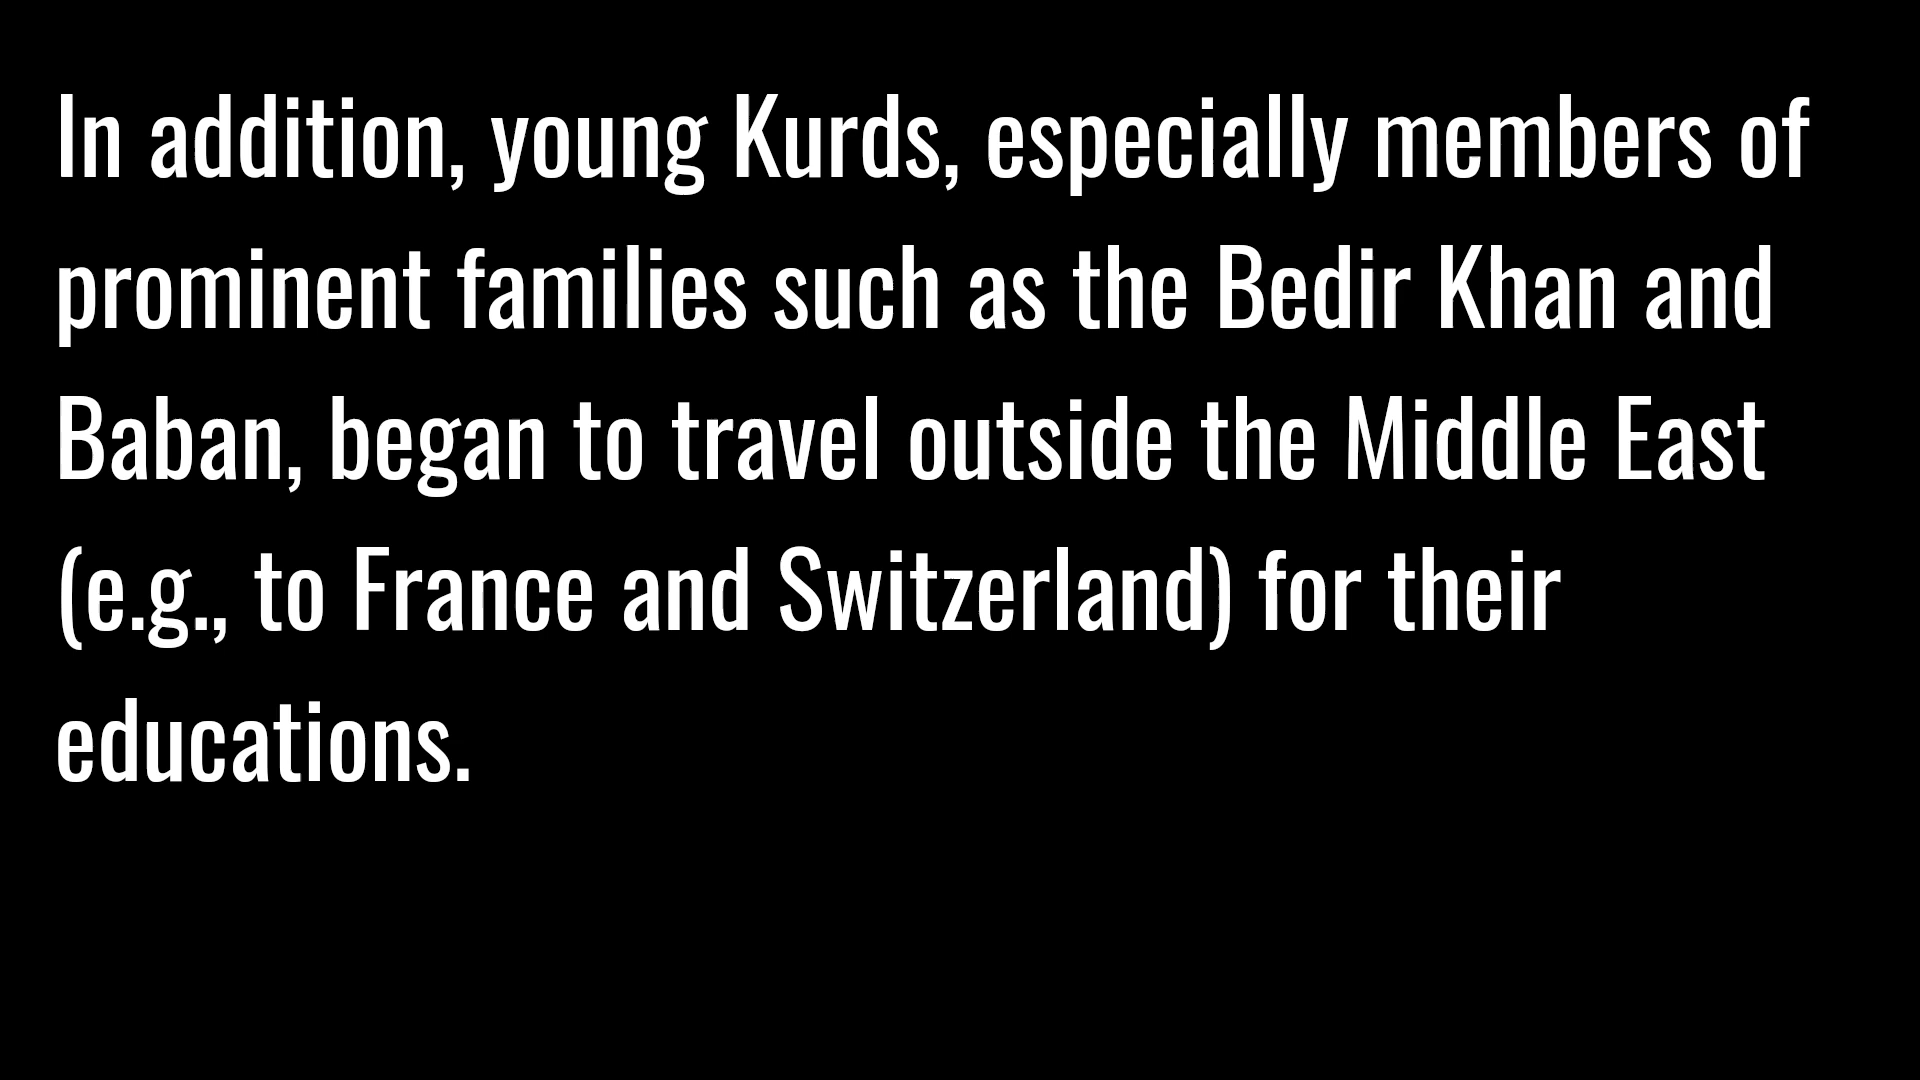 In addition, young Kurds, especially members of
prominent families such as the Bedir Khan and
Baban, began to travel outside the Middle East
(e.g., to France and Switzerland) for their
educations.